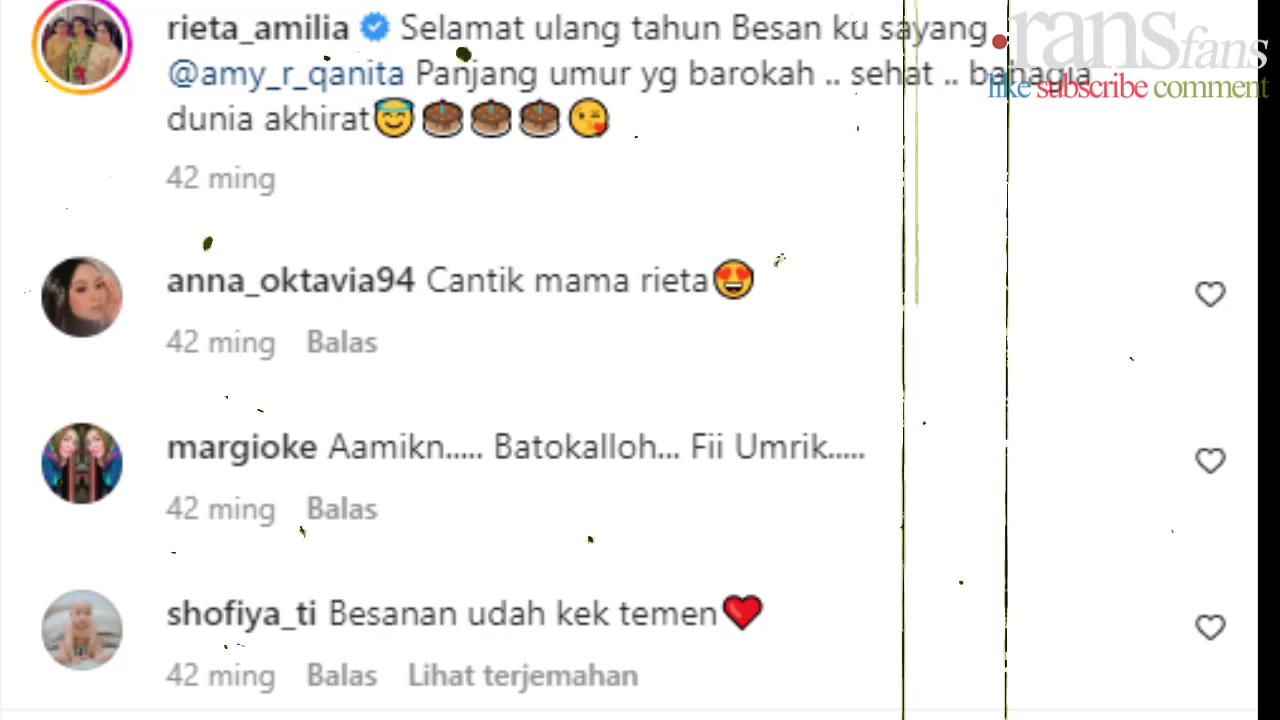 rieta_amilia Selamat ulang tahun Besan ku sayang
@amy_r_qanita Panjang umur yg barokah .. sehat ..
dunia akhirat😇🎂🎂🎂😘
42 ming
anna_oktavia94 Cantik mama rieta😍
42 ming Balas
margioke Aamikn..... Batokalloh... Fii Umrik.....
42 ming Balas
shofiya_ti Besanan udah kek temen❤️
42 ming Balas Lihat terjemahan
rans fans
like subscribe comment